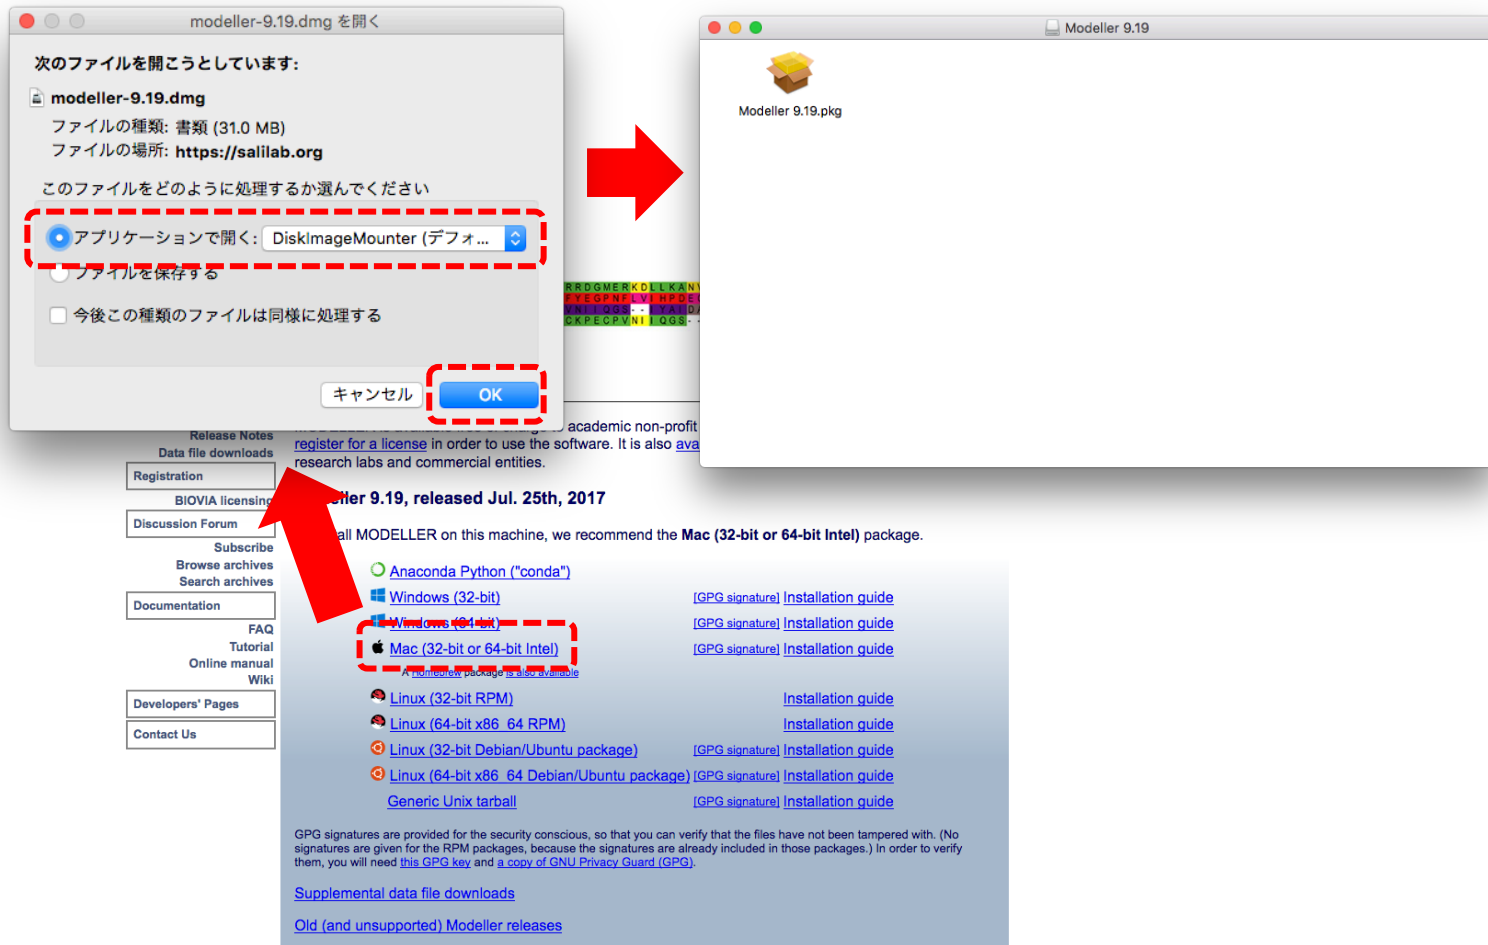 modeller-9.19.dmg を開く
次のファイルを開こうとしています:
modeller-9.19.dmg
ファイルの種類: 書類 (31.0 MB)
ファイルの場所: https://salilab.org
このファイルをどのように処理するか選んでください
アプリケーションで開く: DiskImageMounter (デフォ...
ファイルを保存する
今後この種類のファイルは同様に処理する
キャンセル OK
Modeller 9.19
Modeller 9.19.pkg
RRDGMERKDLLKAN
FYEGPNFLVIHPDE
VNIIQGS--IYAIDA
CKPECPVNIIQGS-
Release Notes
Data file downloads
Registration
BIOVIA licensing
Discussion Forum
Subscribe
Browse archives
Search archives
Documentation
FAQ
Tutorial
Online manual
Wiki
Developers' Pages
Contact Us
academic non-profit
register for a license in order to use the software. It is also ava
research labs and commercial entities.
ller 9.19, released Jul. 25th, 2017
all MODELLER on this machine, we recommend the Mac (32-bit or 64-bit Intel) package.
Anaconda Python ("conda")
Windows (32-bit) [GPG signature] Installation guide
Windows (64-bit) [GPG signature] Installation guide
Mac (32-bit or 64-bit Intel) [GPG signature] Installation guide
A Homebrew package is also available
Linux (32-bit RPM) Installation guide
Linux (64-bit x86_64 RPM) Installation guide
Linux (32-bit Debian/Ubuntu package) [GPG signature] Installation guide
Linux (64-bit x86_64 Debian/Ubuntu package) [GPG signature] Installation guide
Generic Unix tarball [GPG signature] Installation guide
GPG signatures are provided for the security conscious, so that you can verify that the files have not been tampered with. (No
signatures are given for the RPM packages, because the signatures are already included in those packages.) In order to verify
them, you will need this GPG key and a copy of GNU Privacy Guard (GPG).
Supplemental data file downloads
Old (and unsupported) Modeller releases